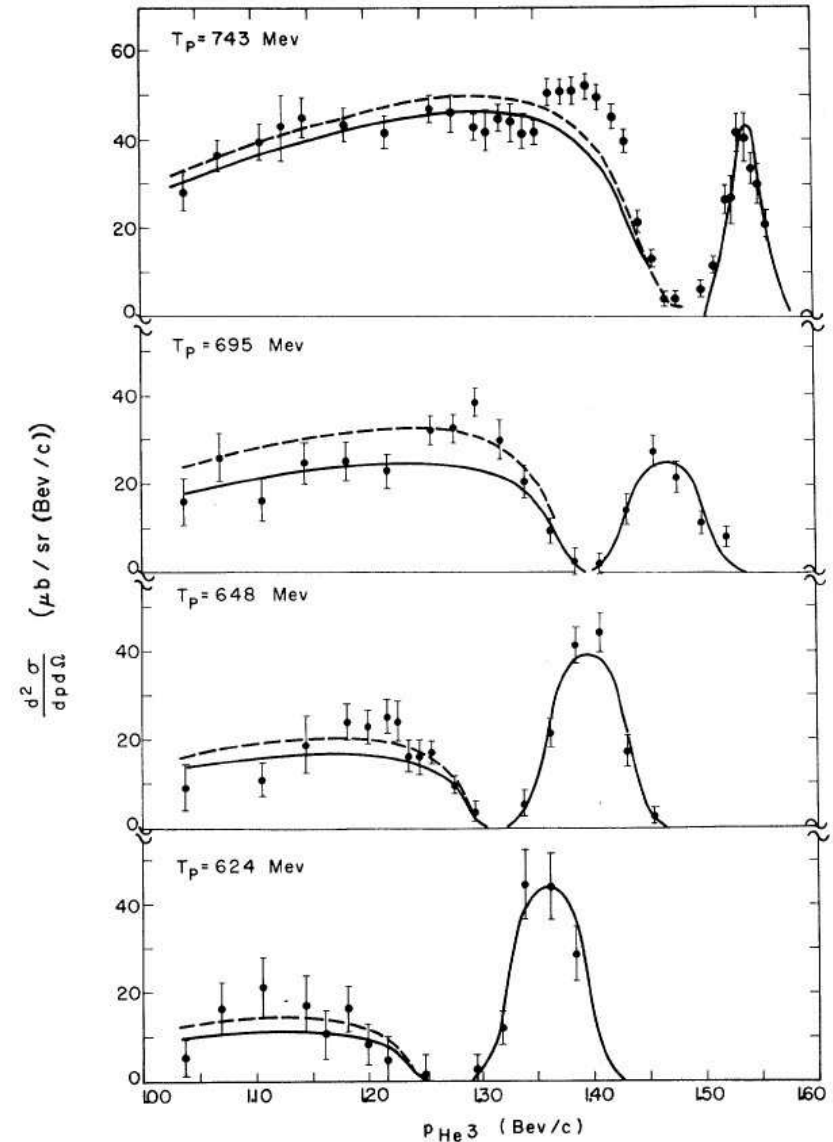 60
40
20
0
T_P = 743 Mev
40
20
0
T_P = 695 Mev
40
20
0
T_P = 648 Mev
40
20
0
T_P = 624 Mev
d² σ / dp dΩ (μb / sr (Bev / c))
1.00 1.10 1.20 1.30 1.40 1.50 1.60
p He3 (Bev / c)